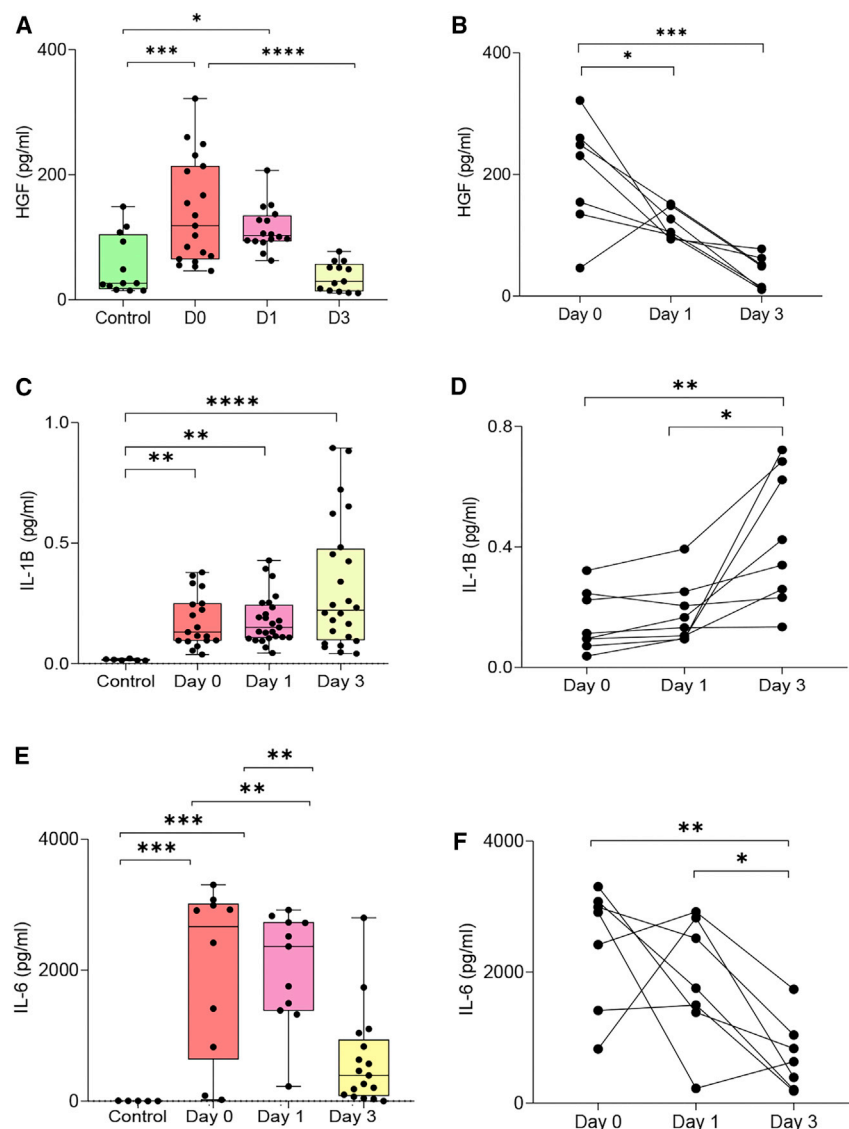 A
B
*
***
****
***
*
400
200
0
HGF (pg/ml)
Control D0 D1 D3
400
200
0
HGF (pg/ml)
Day 0 Day 1 Day 3
C
D
****
**
**
**
*
1.0
0.5
0.0
IL-1B (pg/ml)
Control Day 0 Day 1 Day 3
0.8
0.4
0.0
IL-1B (pg/ml)
Day 0 Day 1 Day 3
E
F
**
**
***
***
**
*
4000
2000
0
IL-6 (pg/ml)
Control Day 0 Day 1 Day 3
4000
2000
0
IL-6 (pg/ml)
Day 0 Day 1 Day 3